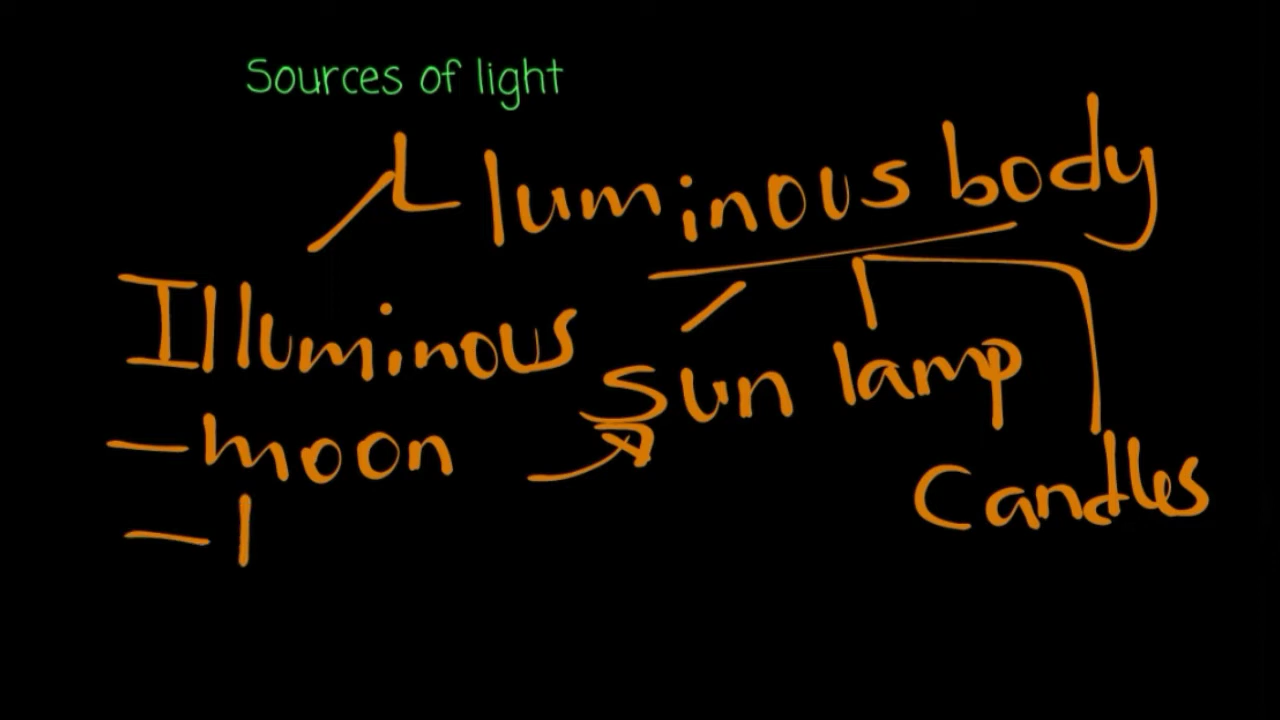 Sources of light
luminous body
Illuminous
sun lamp
- moon
Candles
-